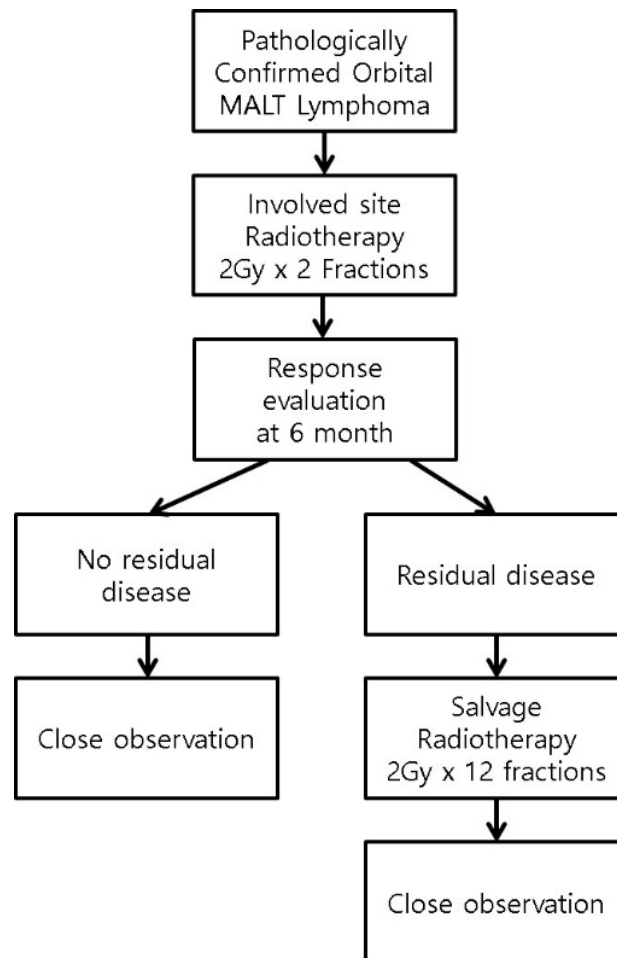 Pathologically
Confirmed Orbital
MALT Lymphoma
Involved site
Radiotherapy
2Gy x 2 Fractions
Response
evaluation
at 6 month
No residual
disease
Residual disease
Close observation
Salvage
Radiotherapy
2Gy x 12 fractions
Close observation